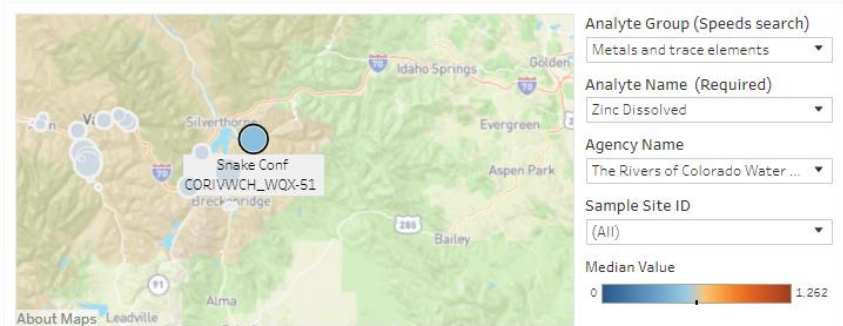 Analyte Group (Speeds search)
Metals and trace elements
Analyte Name (Required)
Zinc Dissolved
Agency Name
The Rivers of Colorado Water ...
Sample Site ID
(All)
Median Value
0
1,252
70
Idaho Springs
Golden
Silverthorne
Evergreen
Snake Conf
CORIVWCH_WQX-51
70
Aspen Park
Breckenridge
285
Bailey
91
Alma
About Maps
Leadville